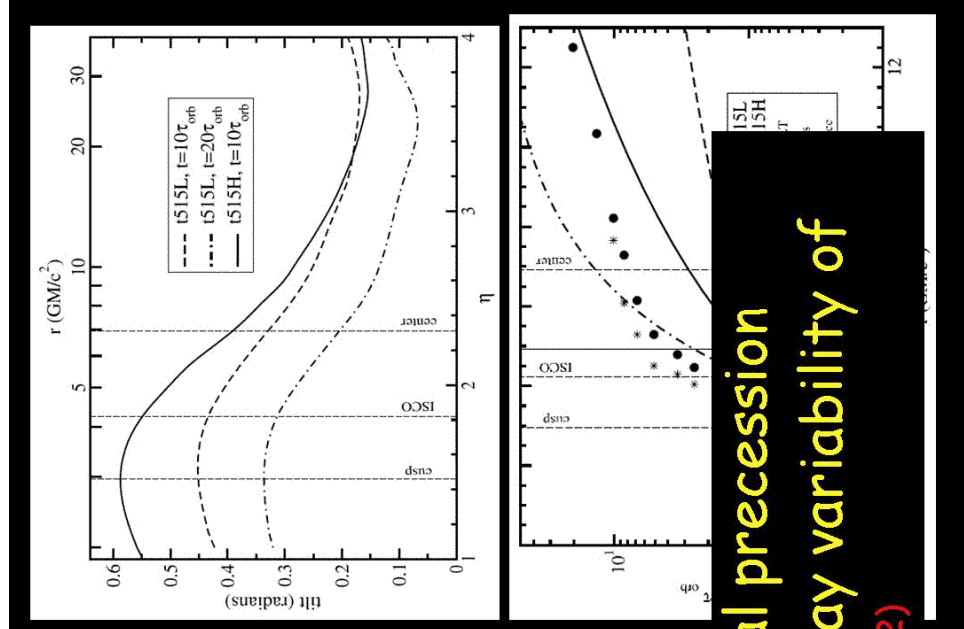 r (GM/c²)
5
10
20
30
0.6
0.5
0.4
0.3
0.2
0.1
0
tilt (radians)
t515L, t=10τorb
t515L, t=20τorb
t515H, t=10τorb
cusp
ISCO
center
1
2
3
4
η
10¹
orb
cusp
ISCO
center
15L
15H
12
al precession
ay variability of
2)